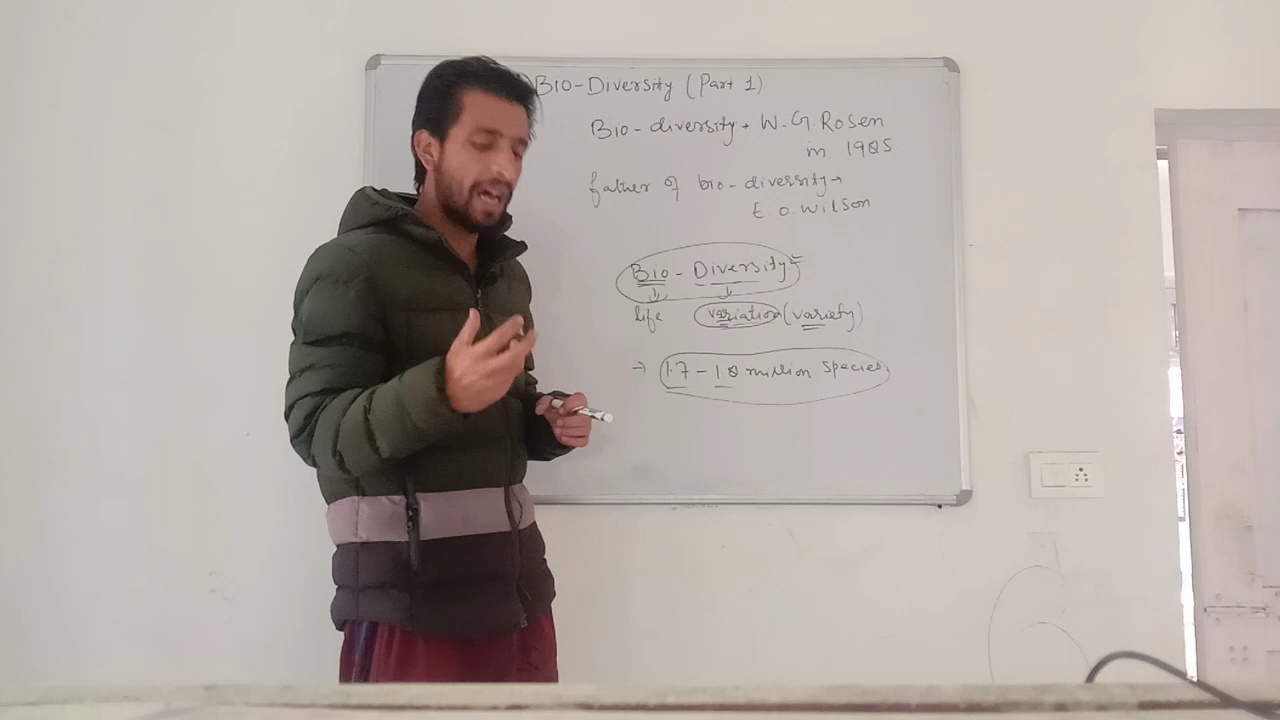 Bio-Diversity (Part 1)
Bio-diversity → W.G.Rosen
in 1985
father of bio-diversity→
E.O.Wilson
Bio-Diversity
life variation (variety)
→ 1.7-1.8 million species